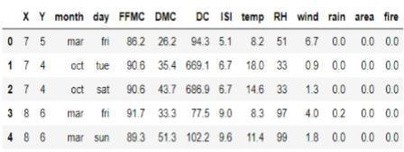 X Y month day FFMC DMC DC ISI temp RH wind rain area fire
0 7 5 mar fri 86.2 26.2 94.3 5.1 8.2 51 6.7 0.0 0.0 0.0
1 7 4 oct tue 90.6 35.4 669.1 6.7 18.0 33 0.9 0.0 0.0 0.0
2 7 4 oct sat 90.6 43.7 686.9 6.7 14.6 33 1.3 0.0 0.0 0.0
3 8 6 mar fri 91.7 33.3 77.5 9.0 8.3 97 4.0 0.2 0.0 0.0
4 8 6 mar sun 89.3 51.3 102.2 9.6 11.4 99 1.8 0.0 0.0 0.0